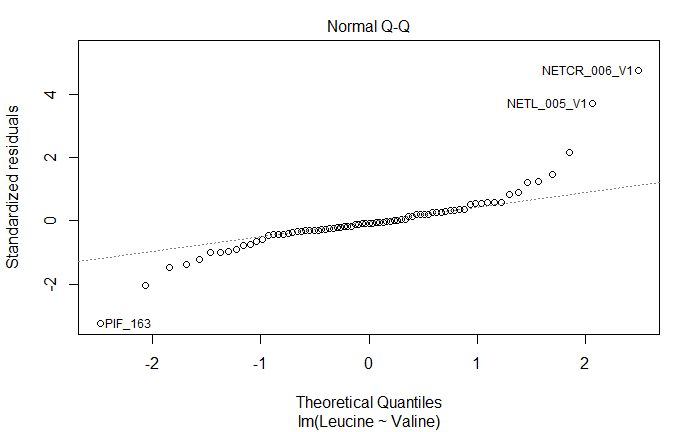 Normal Q-Q
NETCR_006_V1
NETL_005_V1
PIF_163
Standardized residuals
4
2
0
-2
-2
-1
0
1
2
Theoretical Quantiles
lm(Leucine ~ Valine)